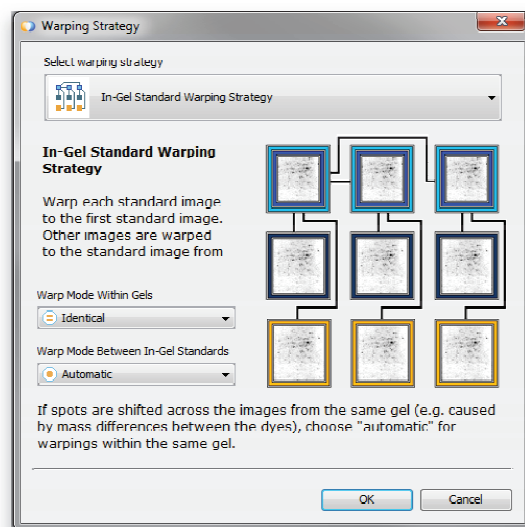 Warping Strategy
Select warping strategy
In-Gel Standard Warping Strategy
In-Gel Standard Warping
Strategy
Warp each standard image
to the first standard image.
Other images are warped
to the standard image from
Warp Mode Within Gels
Identical
Warp Mode Between In-Gel Standards
Automatic
If spots are shifted across the images from the same gel (e.g. caused
by mass differences between the dyes), choose "automatic" for
warpings within the same gel.
OK
Cancel